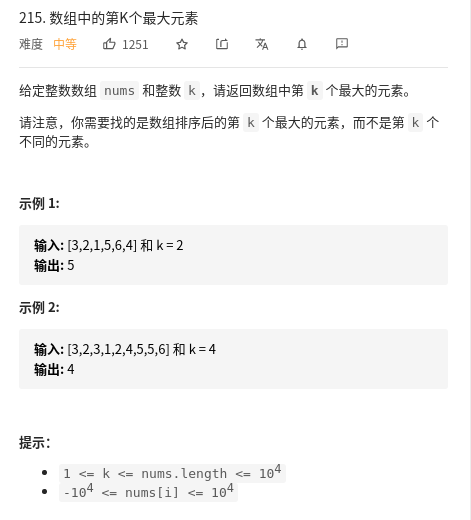 215. 数组中的第K个最大元素
难度 中等 1251
给定整数数组 nums 和整数 k，请返回数组中第 k 个最大的元素。
请注意，你需要找的是数组排序后的第 k 个最大的元素，而不是第 k 个
不同的元素。
示例 1:
输入: [3,2,1,5,6,4] 和 k = 2
输出: 5
示例 2:
输入: [3,2,3,1,2,4,5,5,6] 和 k = 4
输出: 4
提示：
1 <= k <= nums.length <= 10^4
-10^4 <= nums[i] <= 10^4